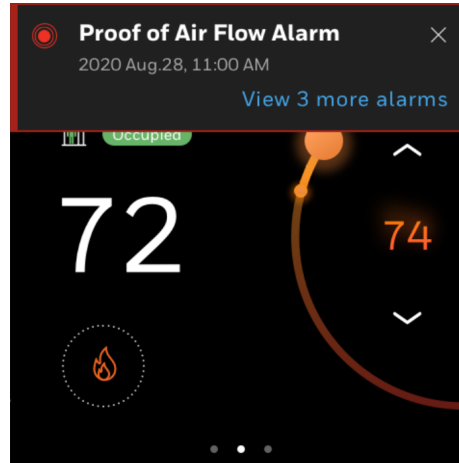 Proof of Air Flow Alarm
2020 Aug.28, 11:00 AM
View 3 more alarms
Occupied
72
74